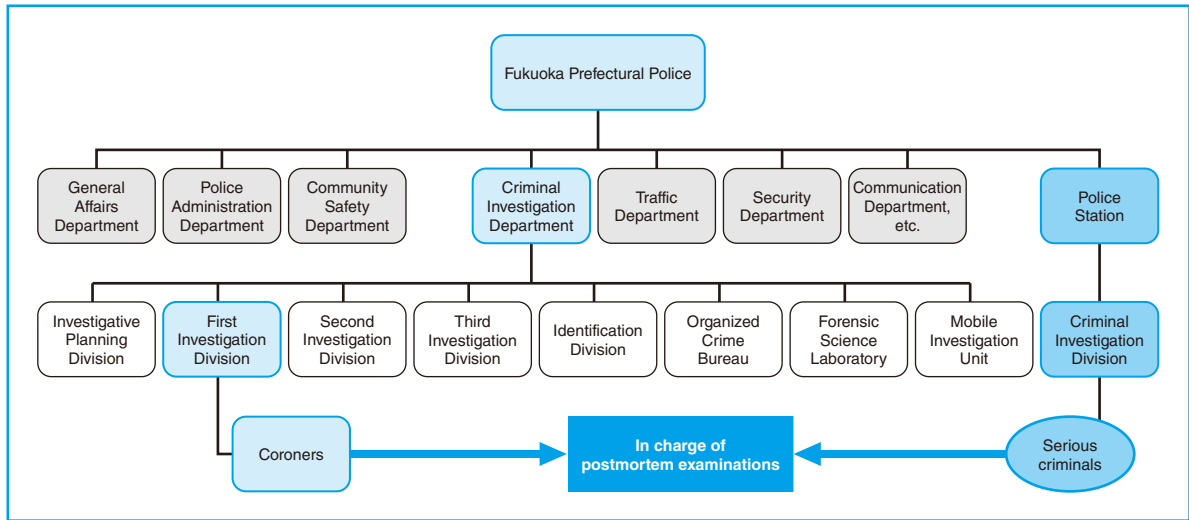 Fukuoka Prefectural Police
General
Affairs
Department
Police
Administration
Department
Community
Safety
Department
Criminal
Investigation
Department
Traffic
Department
Security
Department
Communication
Department,
etc.
Police
Station
Investigative
Planning
Division
First
Investigation
Division
Second
Investigation
Division
Third
Investigation
Division
Identification
Division
Organized
Crime
Bureau
Forensic
Science
Laboratory
Mobile
Investigation
Unit
Criminal
Investigation
Division
Coroners
In charge of
postmortem examinations
Serious
criminals